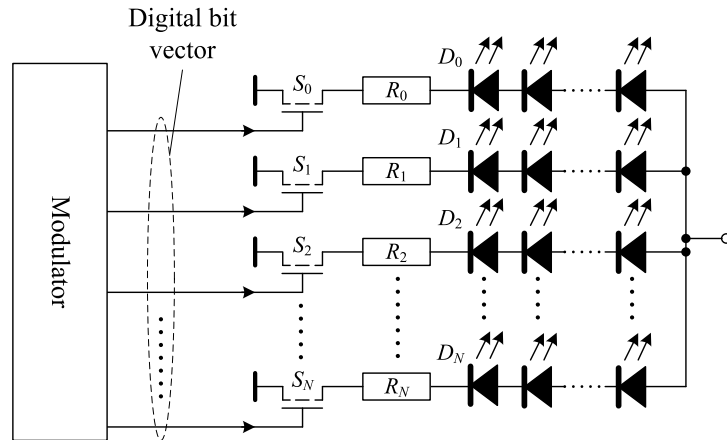 Digital bit
vector
Modulator
S0 R0 D0
S1 R1 D1
S2 R2 D2
SN RN DN